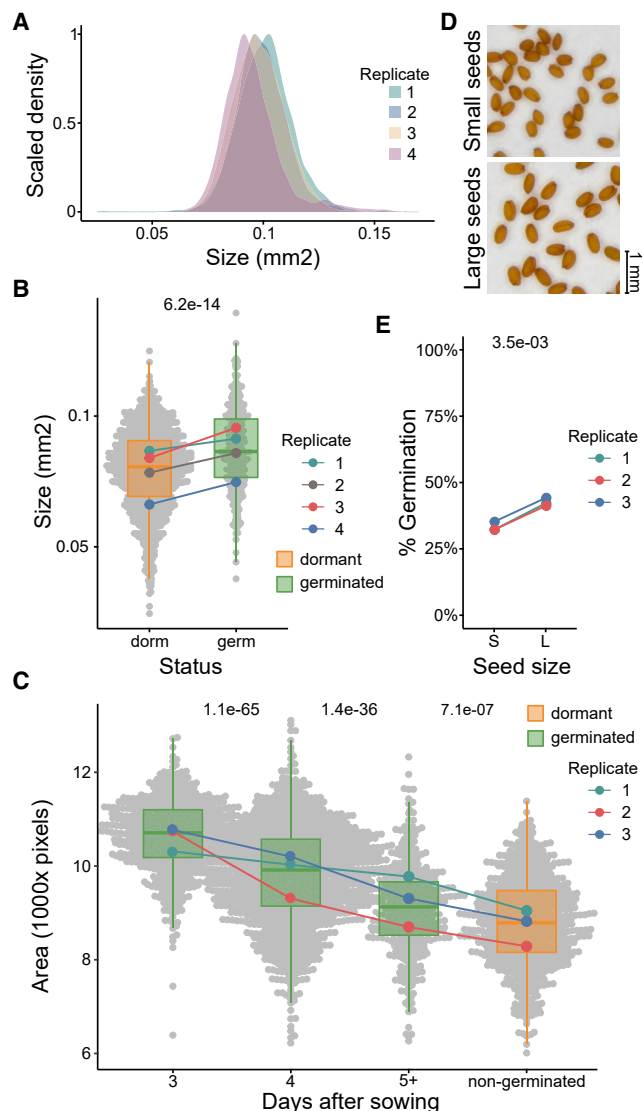 A
Scaled density
1
0.5
0
0.05
0.1
0.15
Size (mm2)
Replicate
1
2
3
4
D
Small seeds
Large seeds
1 mm
B
6.2e-14
Size (mm2)
0.1
0.05
dorm
germ
Status
Replicate
1
2
3
4
dormant
germinated
E
3.5e-03
% Germination
100%
75%
50%
25%
0%
S
L
Seed size
Replicate
1
2
3
C
1.1e-65
1.4e-36
7.1e-07
dormant
germinated
Replicate
1
2
3
Area (1000x pixels)
12
10
8
6
3
4
5+
non-germinated
Days after sowing